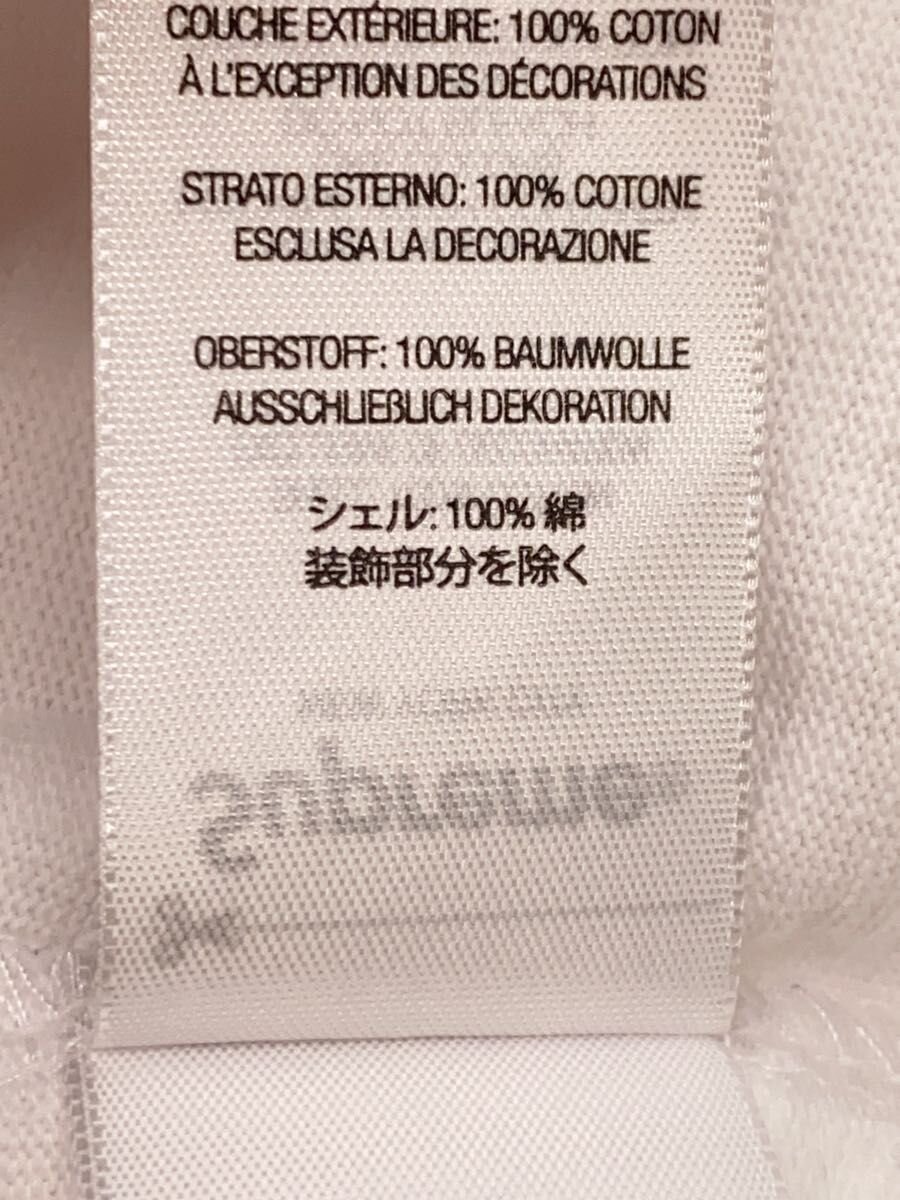 COUCHE EXTÉRIEURE: 100% COTON
À L'EXCEPTION DES DÉCORATIONS
STRATO ESTERNO: 100% COTONE
ESCLUSA LA DECORAZIONE
OBERSTOFF: 100% BAUMWOLLE
AUSSCHLIEßLICH DEKORATION
シェル: 100% 綿
装飾部分を除く
Supreme